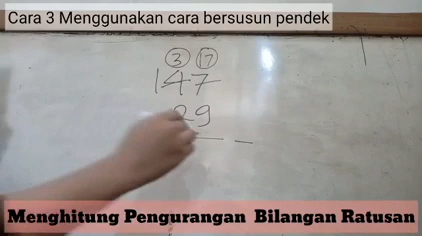 Cara 3 Menggunakan cara bersusun pendek
3 17
147
29
—
Menghitung Pengurangan Bilangan Ratusan